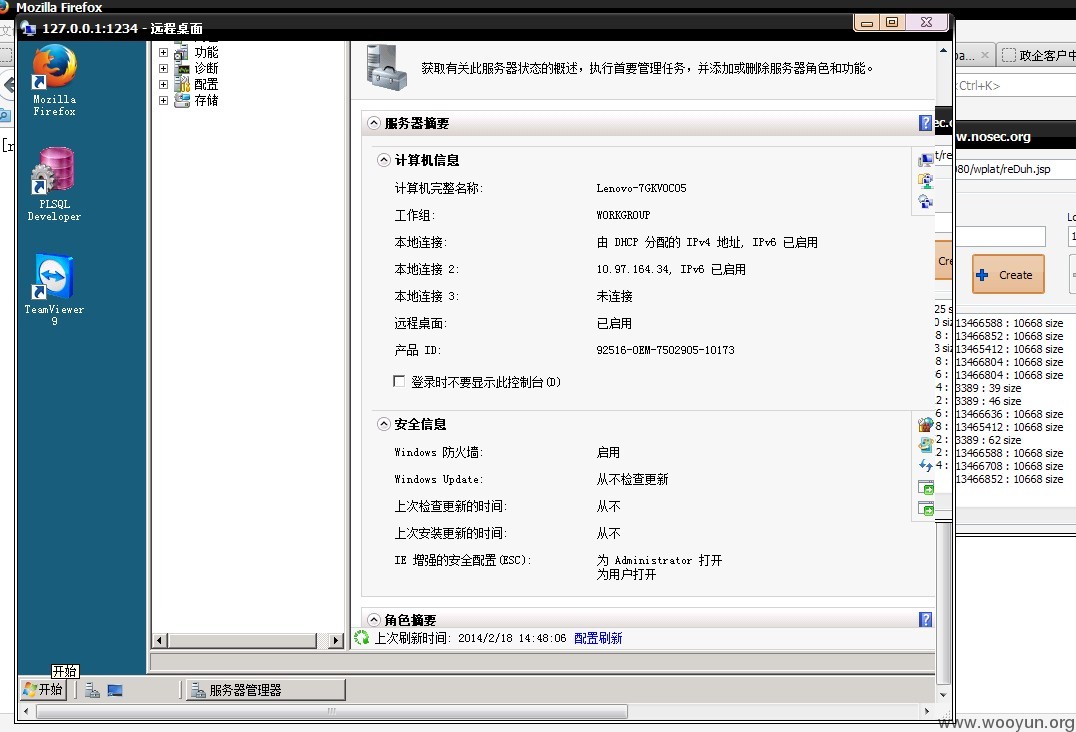 Mozilla Firefox
127.0.0.1:1234 - 远程桌面
Mozilla Firefox
PLSQL Developer
TeamViewer 9
功能
诊断
配置
存储
获取有关此服务器状态的概述，执行首要管理任务，并添加或删除服务器角色和功能。
服务器摘要
计算机信息
计算机完整名称: Lenovo-7GKV0C05
工作组: WORKGROUP
本地连接: 由 DHCP 分配的 IPv4 地址, IPv6 已启用
本地连接 2: 10.97.164.34, IPv6 已启用
本地连接 3: 未连接
远程桌面: 已启用
产品 ID: 92516-OEM-7502905-10173
登录时不要显示此控制台(D)
安全信息
Windows 防火墙: 启用
Windows Update: 从不检查更新
上次检查更新的时间: 从不
上次安装更新的时间: 从不
IE 增强的安全配置(ESC): 为 Administrator 打开
为用户打开
角色摘要
上次刷新时间: 2014/2/18 14:48:06 配置刷新
开始
开始
服务器管理器
政企客户中
Ctrl+K>
w.nosec.org
080/wplat/reDuh.jsp
Create
13466588 : 10668 size
13466852 : 10668 size
13465412 : 10668 size
13466804 : 10668 size
13466804 : 10668 size
3389 : 39 size
3389 : 46 size
13466636 : 10668 size
13465412 : 10668 size
3389 : 62 size
13466588 : 10668 size
13466708 : 10668 size
13466852 : 10668 size
www.wooyun.org